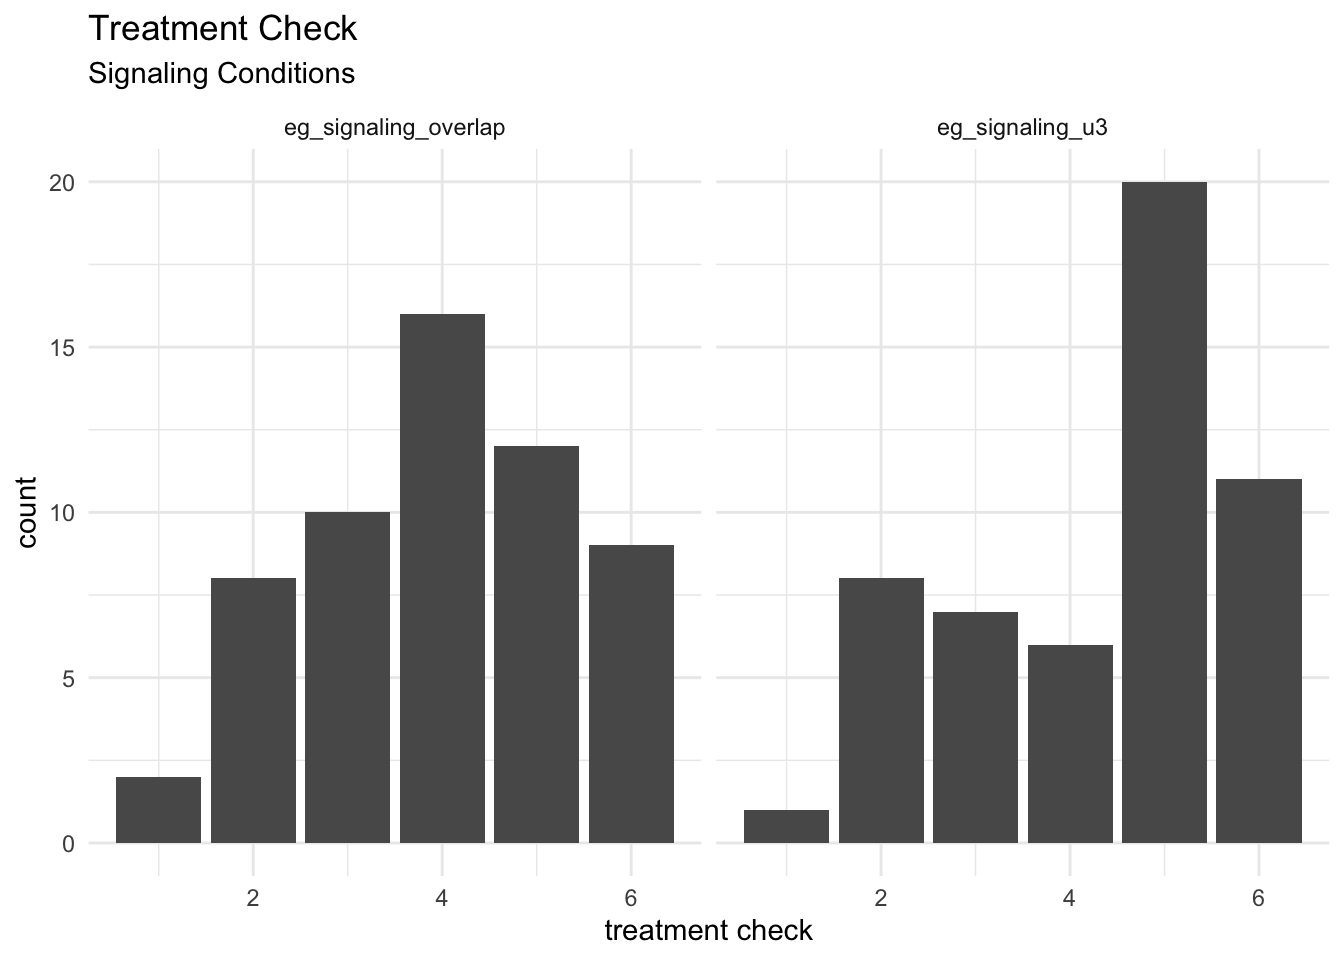 Treatment Check
Signaling Conditions
eg_signaling_overlap
eg_signaling_u3
20
15
10
5
0
count
2
4
6
2
4
6
treatment check